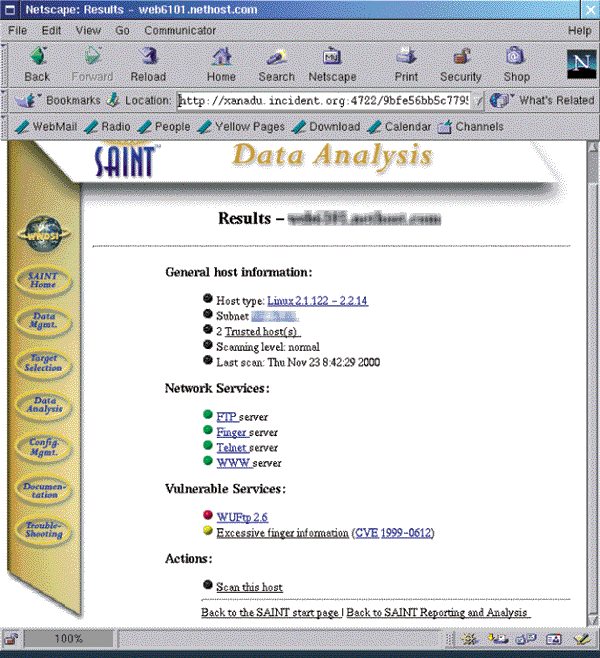 Netscape: Results - web6101.nethost.com
File Edit View Go Communicator Help
Back Forward Reload Home Search Netscape Print Security Shop N
Bookmarks Location: http://xanadu.incident.org:4722/9bfe56bb5c779 What's Related
WebMail Radio People Yellow Pages Download Calendar Channels
SAINT™ Data Analysis
Results –
WWDSI
SAINT
Home
Data
Mgmt.
Target
Selection
Data
Analysis
Config.
Mgmt.
Documen-
tation
Trouble-
Shooting
General host information:
Host type: Linux 2.1.122 - 2.2.14
Subnet
2 Trusted host(s)
Scanning level: normal
Last scan: Thu Nov 23 8:42:29 2000
Network Services:
FTP server
Finger server
Telnet server
WWW server
Vulnerable Services:
WUFtp 2.6
Excessive finger information (CVE 1999-0612)
Actions:
Scan this host
Back to the SAINT start page | Back to SAINT Reporting and Analysis
100%